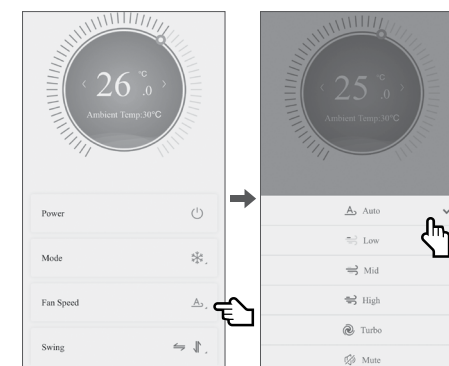 26 °C .0
Ambient Temp:30°C
Power
Mode
Fan Speed
Swing
25 °C .0
Ambient Temp:30°C
Auto
Low
Mid
High
Turbo
Mute